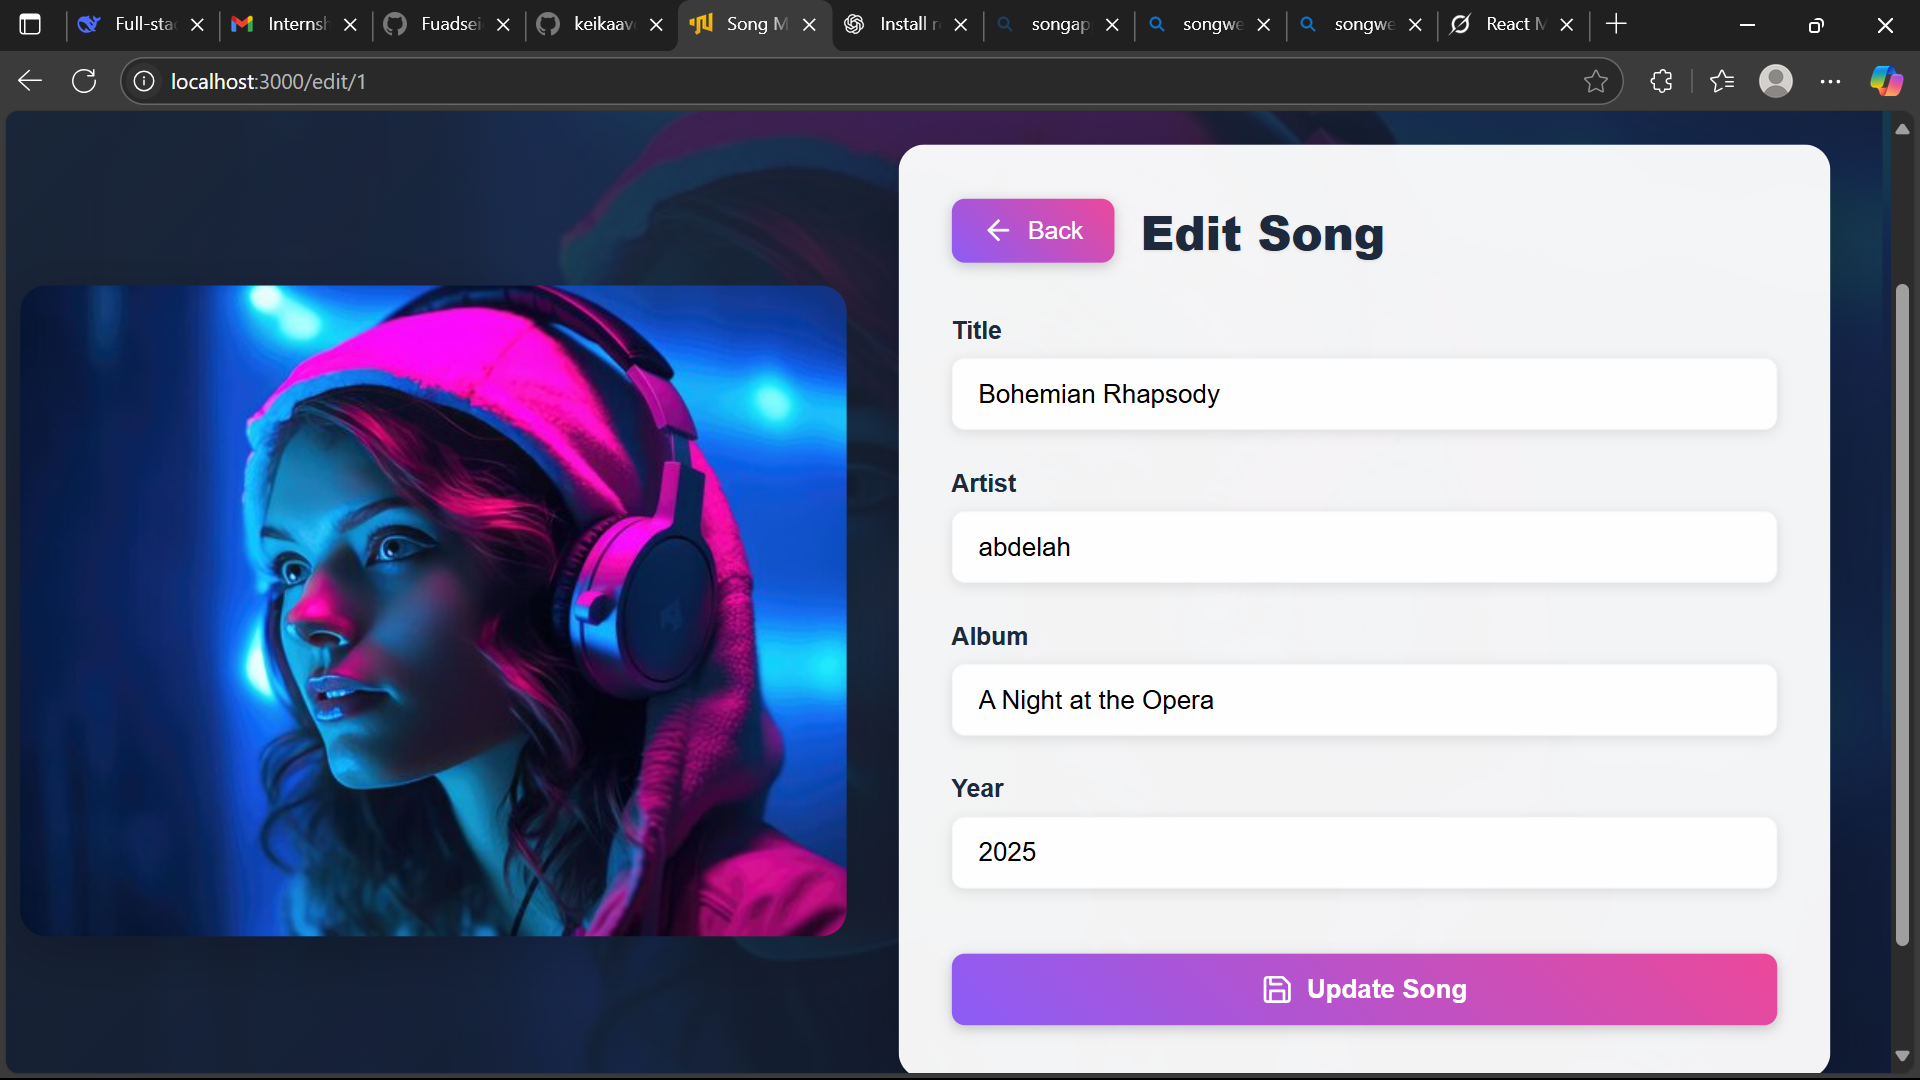 Full-sta
Internsh
Fuadsei
keikaav
Song M
Install r
songap
songwe
songwe
React M
localhost:3000/edit/1
Back
Edit Song
Title
Bohemian Rhapsody
Artist
abdelah
Album
A Night at the Opera
Year
2025
Update Song